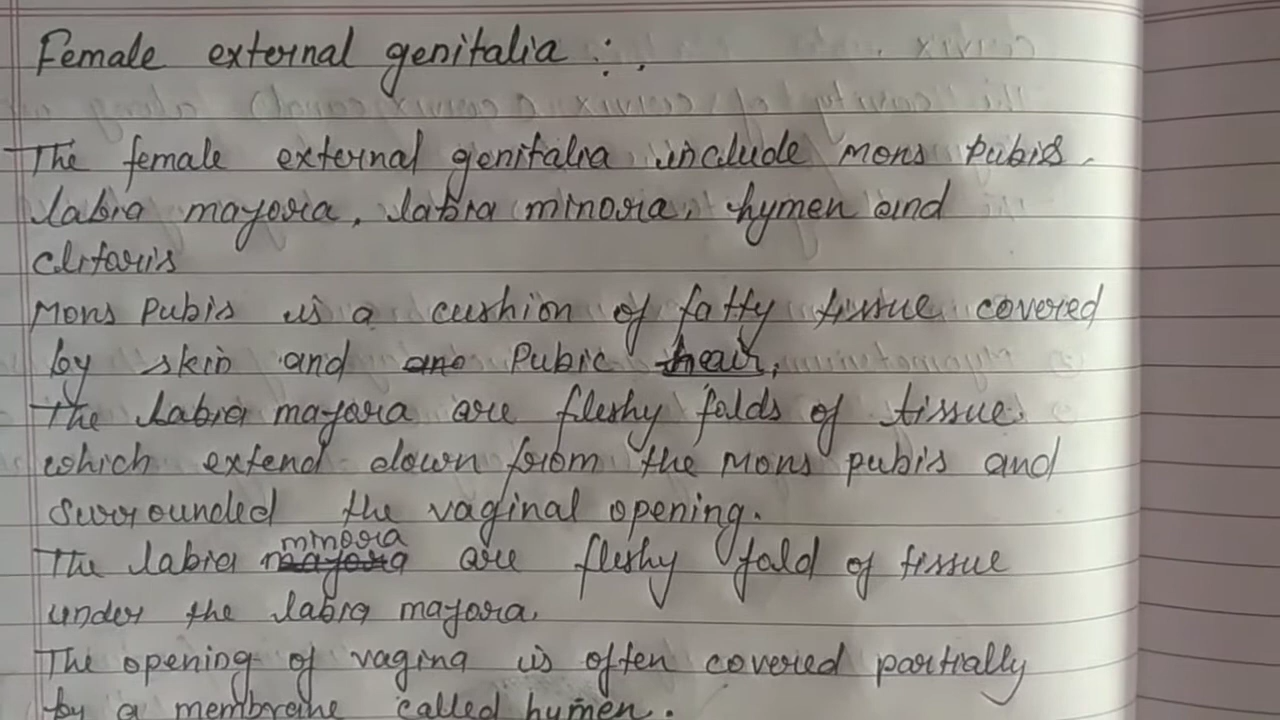 Female external genitalia :.
The female external genitalia include mons Pubis.
labia mayora, labia minora, hymen and
clitoris
Mons Pubis is a cushion of fatty tissue covered
by skin and Pubic hair,
The Labia mayora are fleshy folds of tissue.
which extend down from the Mons pubis and
surrounded the vaginal opening.
The labia minora are fleshy fold of tissue
under the labia majora.
The opening of vagina is often covered partially
by a membrane called hymen.